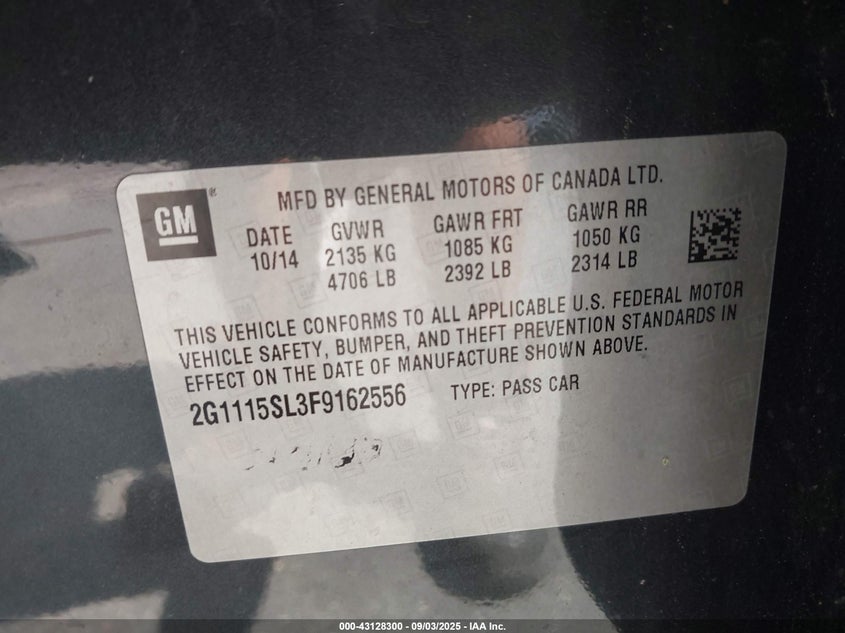 GM ®
MFD BY GENERAL MOTORS OF CANADA LTD.
DATE GVWR GAWR FRT GAWR RR
10/14 2135 KG 1085 KG 1050 KG
4706 LB 2392 LB 2314 LB
THIS VEHICLE CONFORMS TO ALL APPLICABLE U.S. FEDERAL MOTOR
VEHICLE SAFETY, BUMPER, AND THEFT PREVENTION STANDARDS IN
EFFECT ON THE DATE OF MANUFACTURE SHOWN ABOVE.
2G1115SL3F9162556 TYPE: PASS CAR
000-43128300 - 09/03/2025 - IAA Inc.